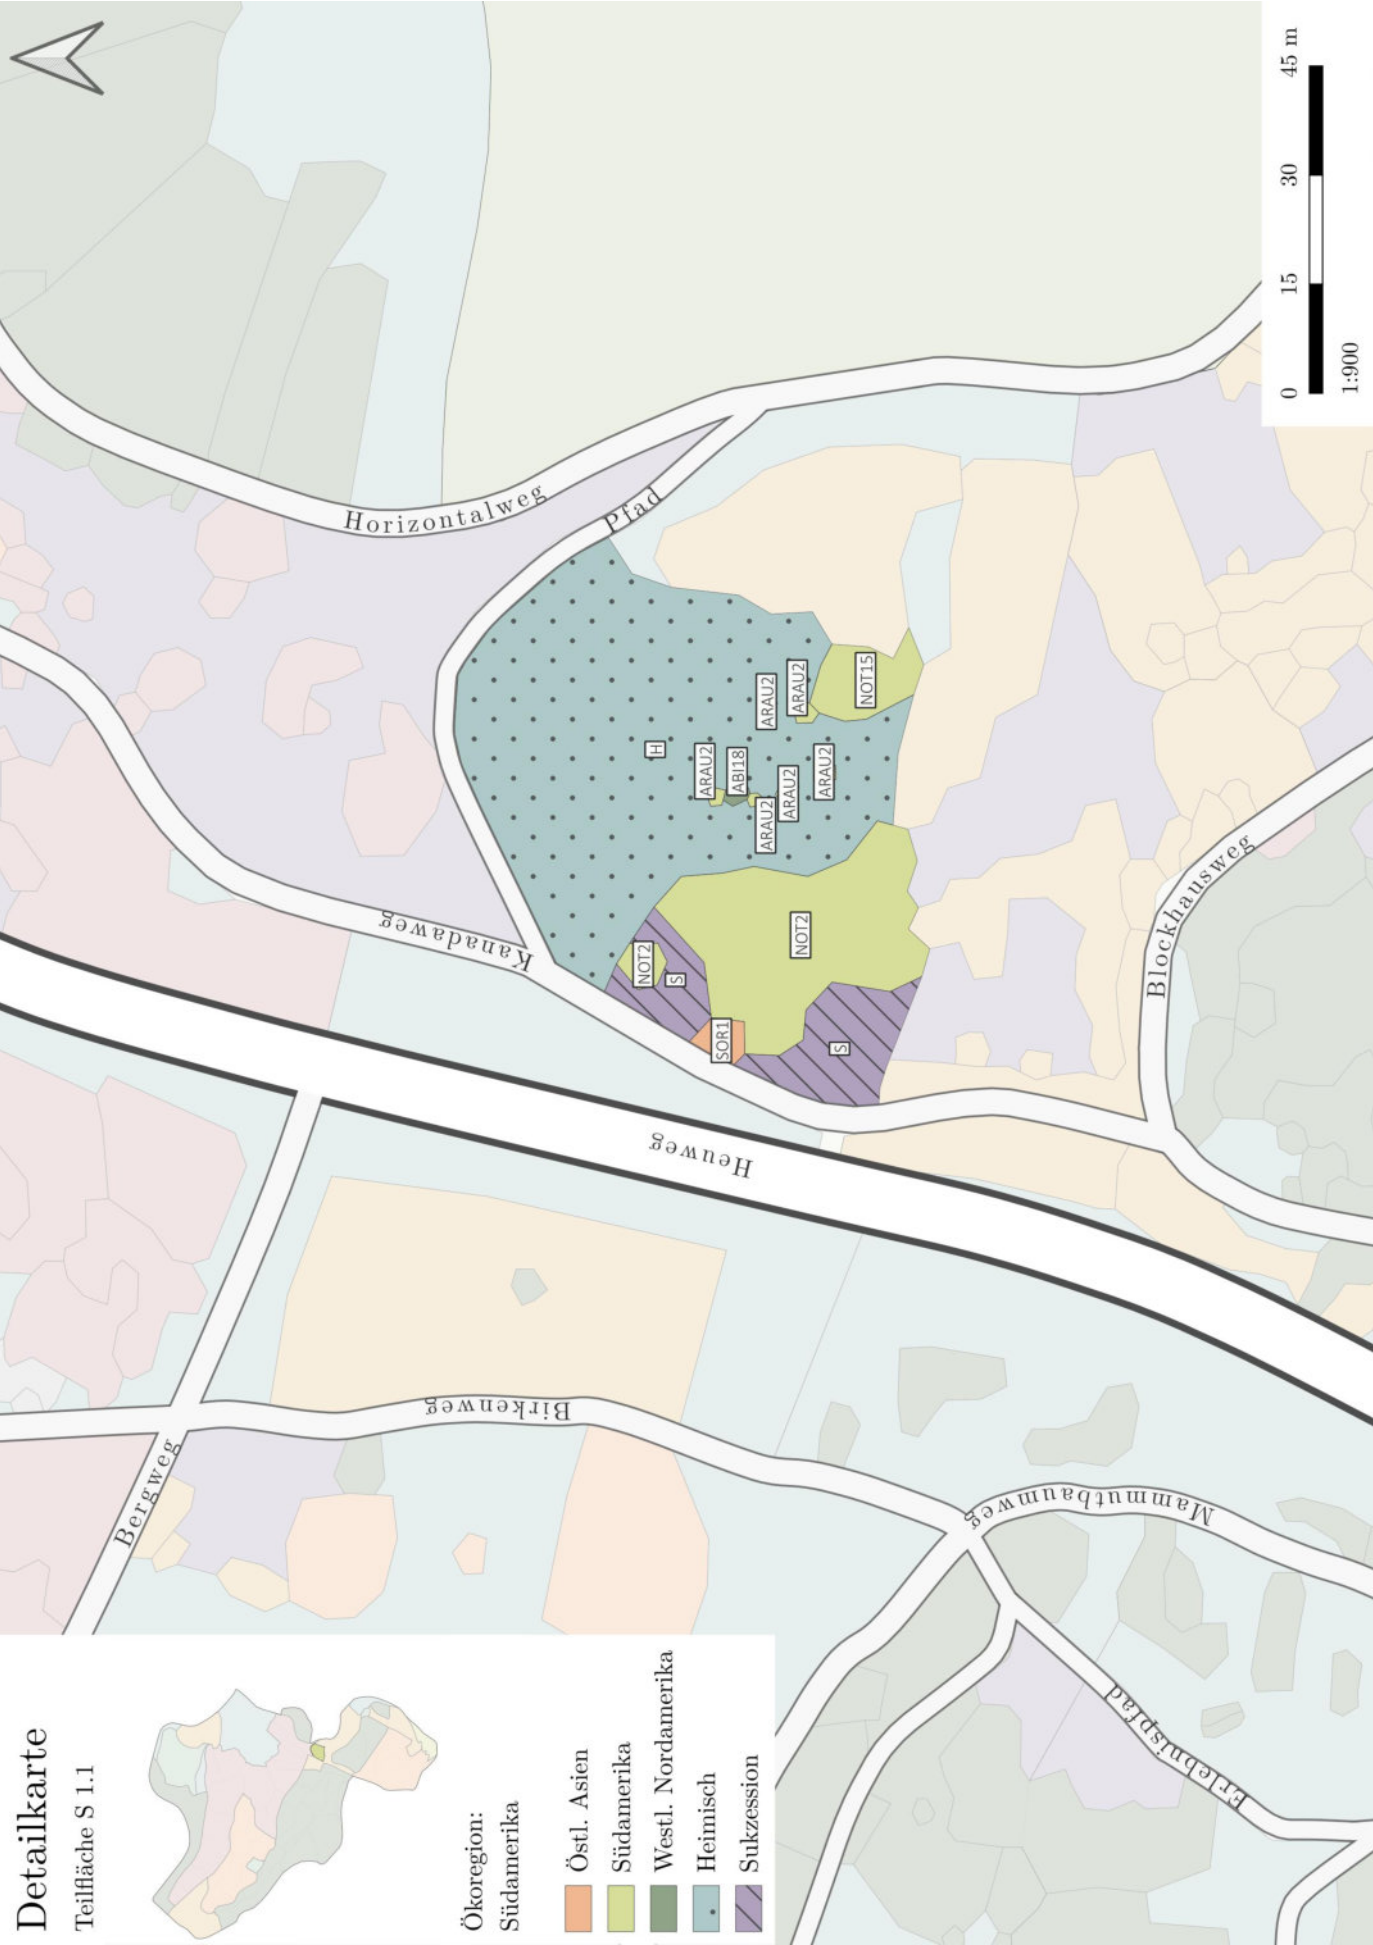 Detailkarte
Teilfläche S 1.1
Ökoregion:
Südamerika
Östl. Asien
Südamerika
Westl. Nordamerika
Heimisch
Sukzession
Bergweg
Birkenweg
Heuweg
Kanadaweg
Horizontalweg
Pfad
H
NOT2
S
SOR1
NOT2
S
ARAU2
ABI18
ARAU2
ARAU2
ARAU2
ARAU2
ARAU2
NOT15
Blockhausweg
Mammutbaumweg
Erlebnispfad
0 15 30 45 m
1:900